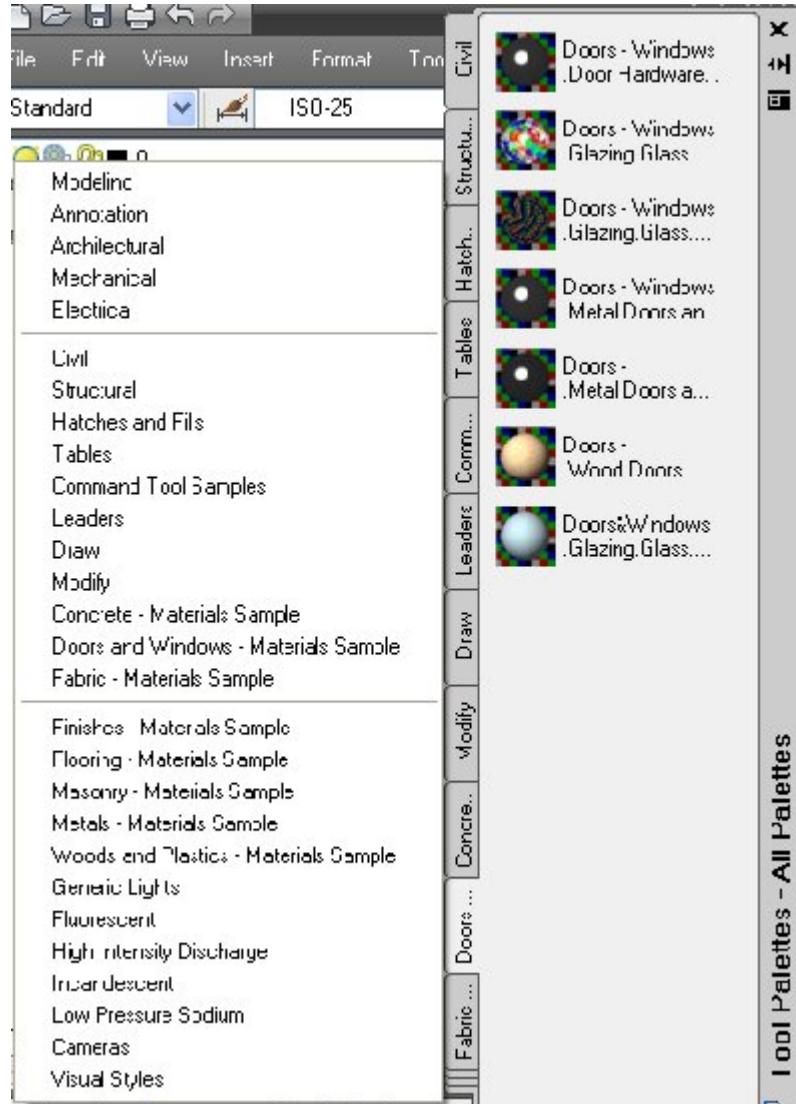 File Edit View Insert Format Too
Standard
ISO-25
0
Modeling
Annotation
Architectural
Mechanical
Electrical
Civil
Structural
Hatches and Fills
Tables
Command Tool Samples
Leaders
Draw
Modify
Concrete - Materials Sample
Doors and Windows - Materials Sample
Fabric - Materials Sample
Finishes - Materials Sample
Flooring - Materials Sample
Masonry - Materials Sample
Metals - Materials Sample
Woods and Plastics - Materials Sample
Generic Lights
Fluorescent
High Intensity Discharge
Incandescent
Low Pressure Sodium
Cameras
Visual Styles
Civil
Structu...
Hatch..
Tables
Comm...
Leaders
Draw
Modify
Concre..
Doors ...
Fabric ...
Doors - Windows
.Door Hardware. .
Doors - Windows
.Glazing.Glass
Doors - Windows
.Glazing.Glass....
Doors - Windows
.Metal Doors an
Doors -
.Metal Doors a...
Doors -
.Wood Doors
Doors & Windows
.Glazing.Glass....
Tool Palettes - All Palettes